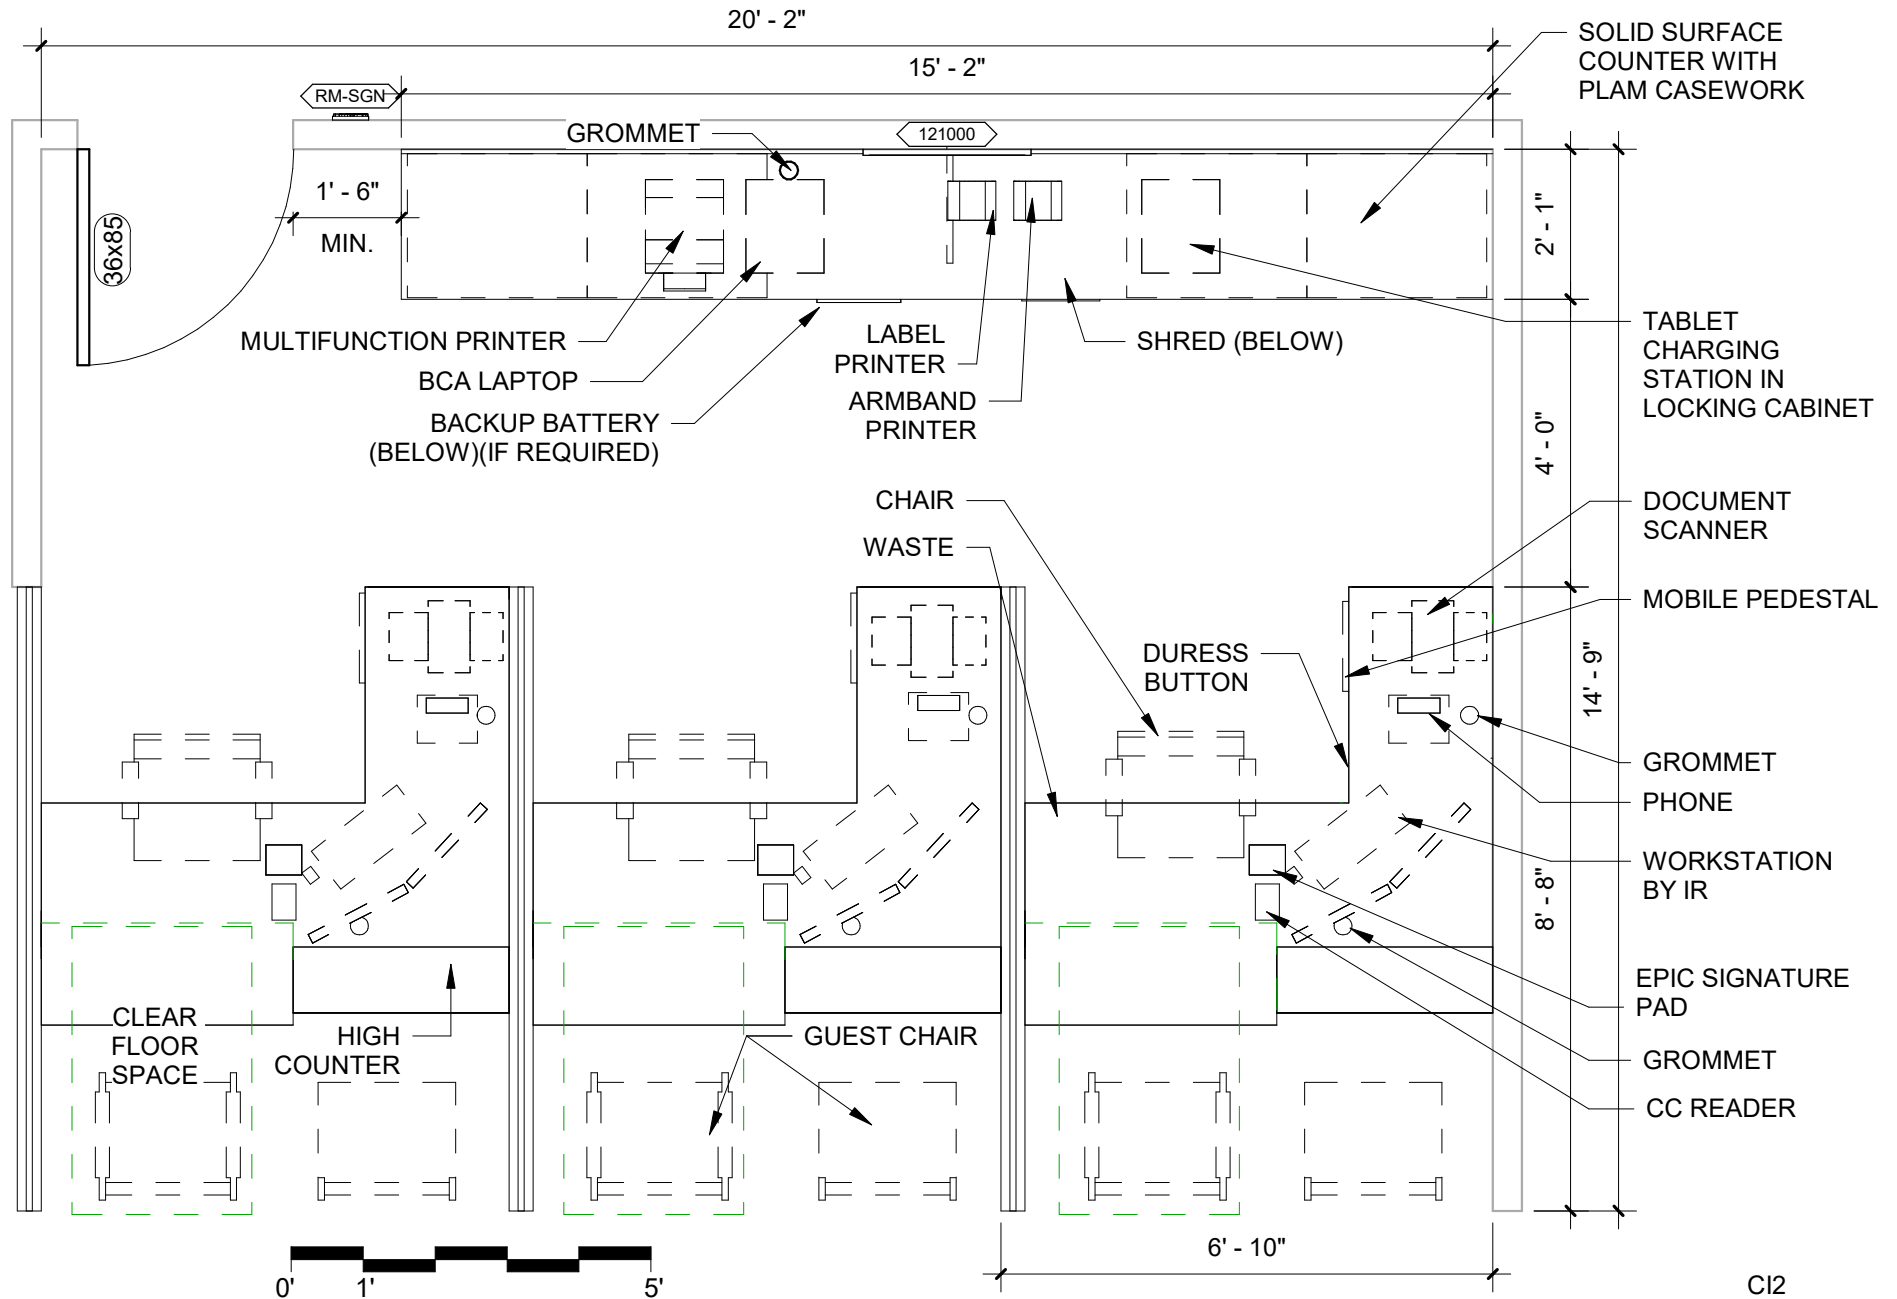 20' - 2"
15' - 2"
SOLID SURFACE
COUNTER WITH
PLAM CASEWORK
RM-SGN
GROMMET
121000
36x85
1' - 6"
MIN.
2' - 1"
MULTIFUNCTION PRINTER
BCA LAPTOP
BACKUP BATTERY
(BELOW)(IF REQUIRED)
LABEL
PRINTER
ARMBAND
PRINTER
SHRED (BELOW)
TABLET
CHARGING
STATION IN
LOCKING CABINET
4' - 0"
CHAIR
WASTE
DOCUMENT
SCANNER
MOBILE PEDESTAL
DURESS
BUTTON
14' - 9"
GROMMET
PHONE
WORKSTATION
BY IR
8' - 8"
EPIC SIGNATURE
PAD
GROMMET
CC READER
CLEAR
FLOOR
SPACE
HIGH
COUNTER
GUEST CHAIR
6' - 10"
0' 1' 5'
CI2